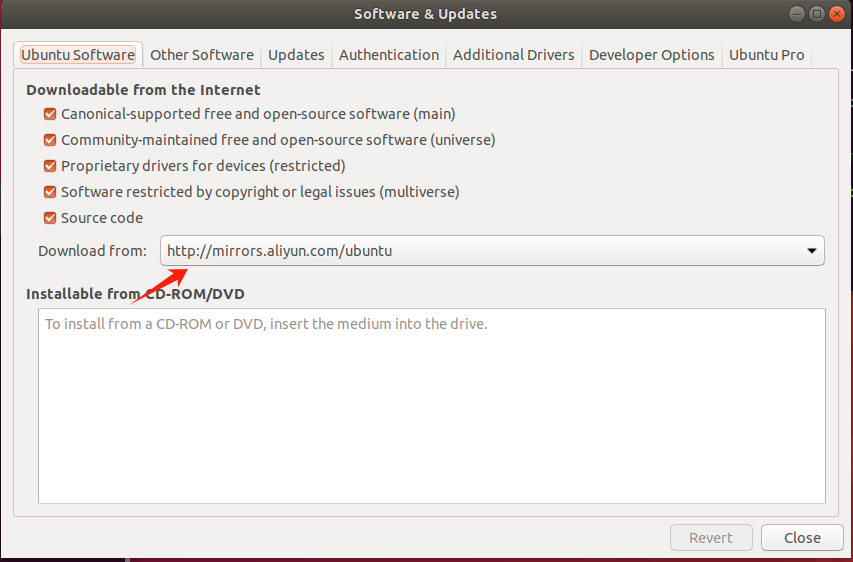 Software & Updates
Ubuntu Software Other Software Updates Authentication Additional Drivers Developer Options Ubuntu Pro
Downloadable from the Internet
Canonical-supported free and open-source software (main)
Community-maintained free and open-source software (universe)
Proprietary drivers for devices (restricted)
Software restricted by copyright or legal issues (multiverse)
Source code
Download from: http://mirrors.aliyun.com/ubuntu
Installable from CD-ROM/DVD
To install from a CD-ROM or DVD, insert the medium into the drive.
Revert Close